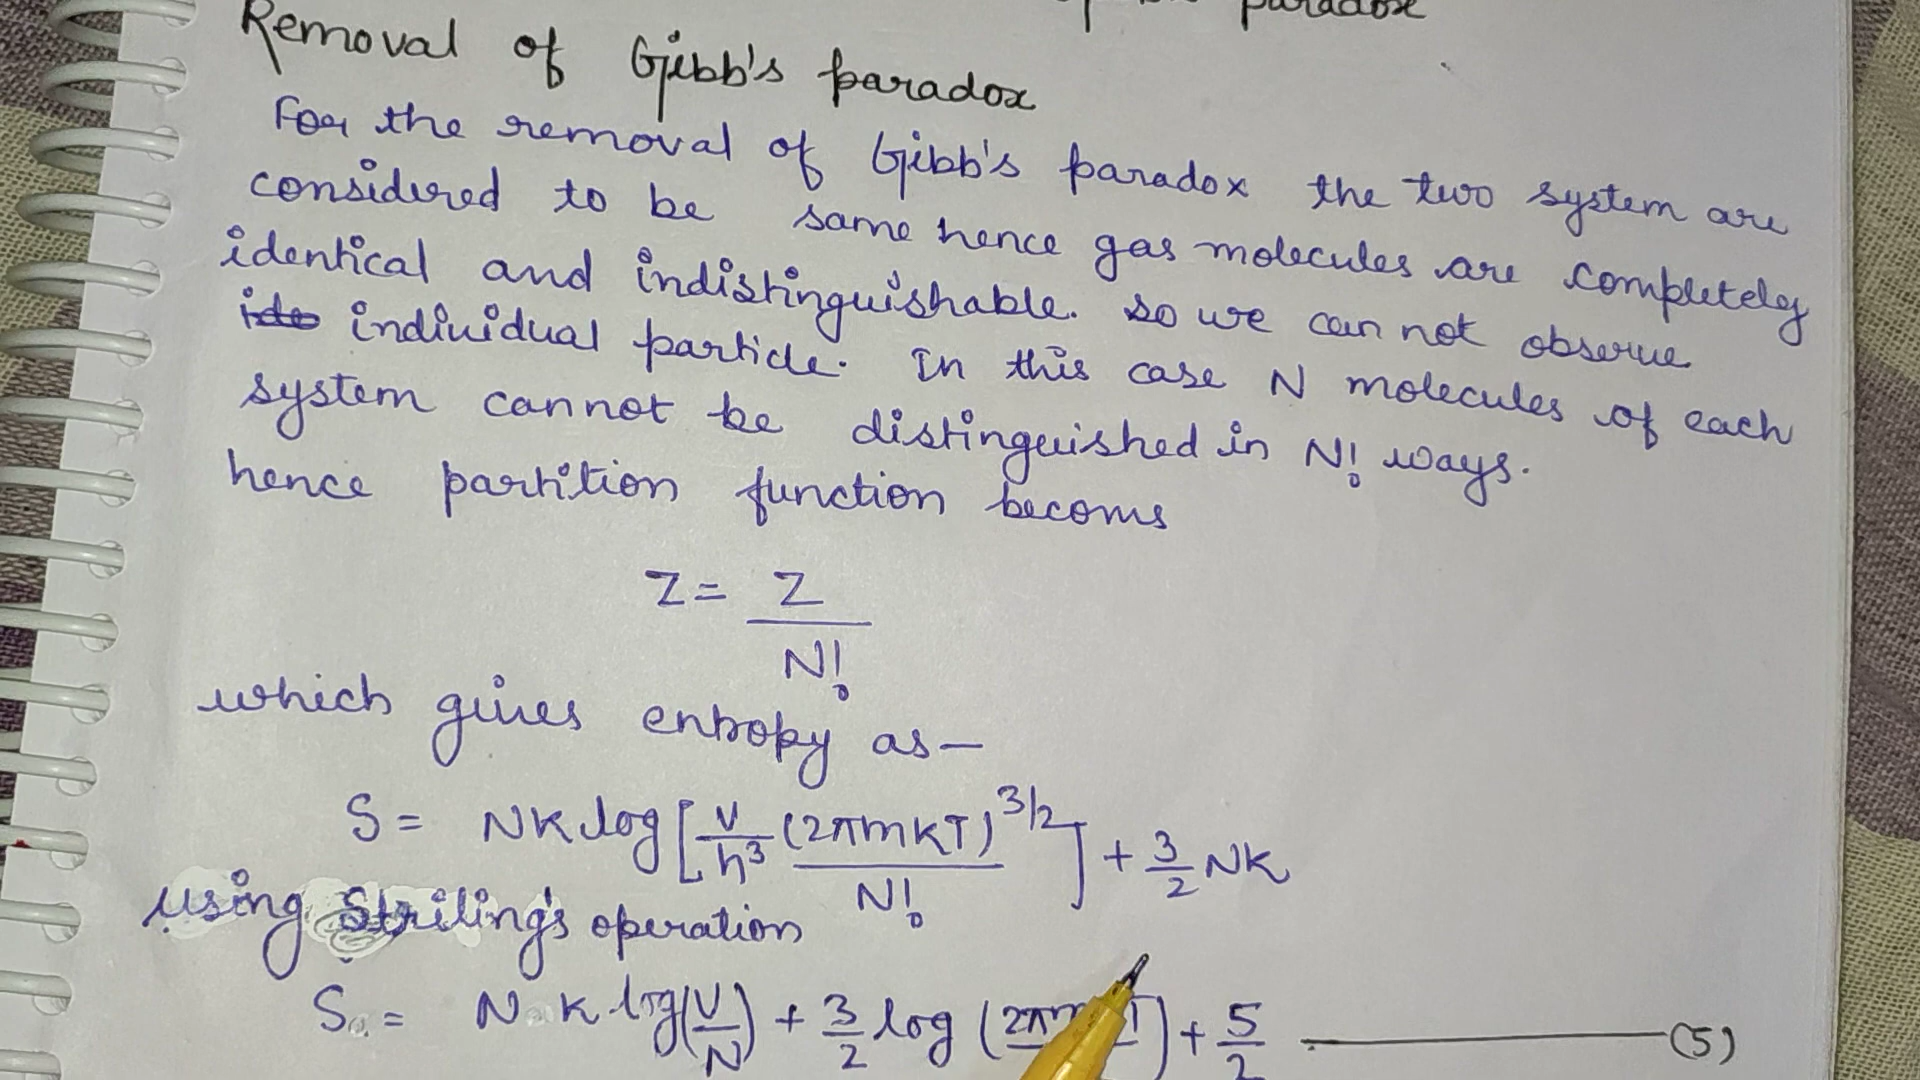 paradox
Removal of Gibb's paradox
For the removal of Gibb's paradox the two system are
considered to be same hence gas molecules are completely
identical and indistinguishable. so we can not observe
individual particle. In this case N molecules of each
system cannot be distinguished in N! ways.
hence partition function becoms
Z = Z / N!
which gives entropy as —
S = NK log [V/h³ (2πmKT)^3/2 / N!] + 3/2 NK
using Striling's operation
S = N K log(V/N) + 3/2 log (2πm T) + 5/2 (5)